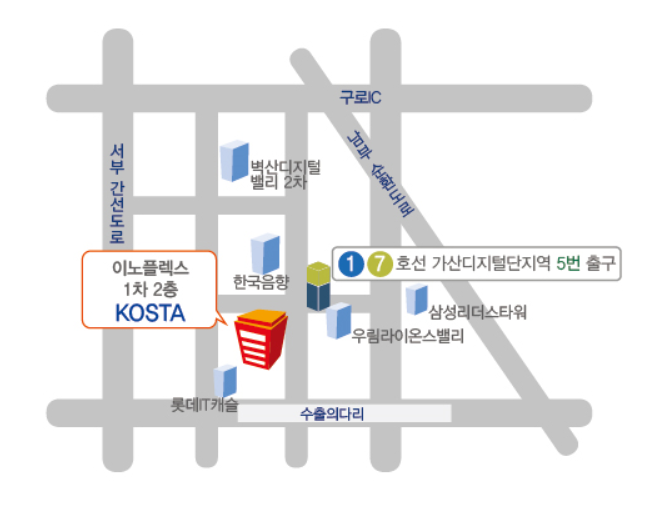 구로IC
서부 간선도로
남부 순환도로
벽산디지털
밸리 2차
한국음향
1 7 호선 가산디지털단지역 5번 출구
이노플렉스
1차 2층
KOSTA
삼성리더스타워
우림라이온스밸리
롯데IT캐슬
수출의다리